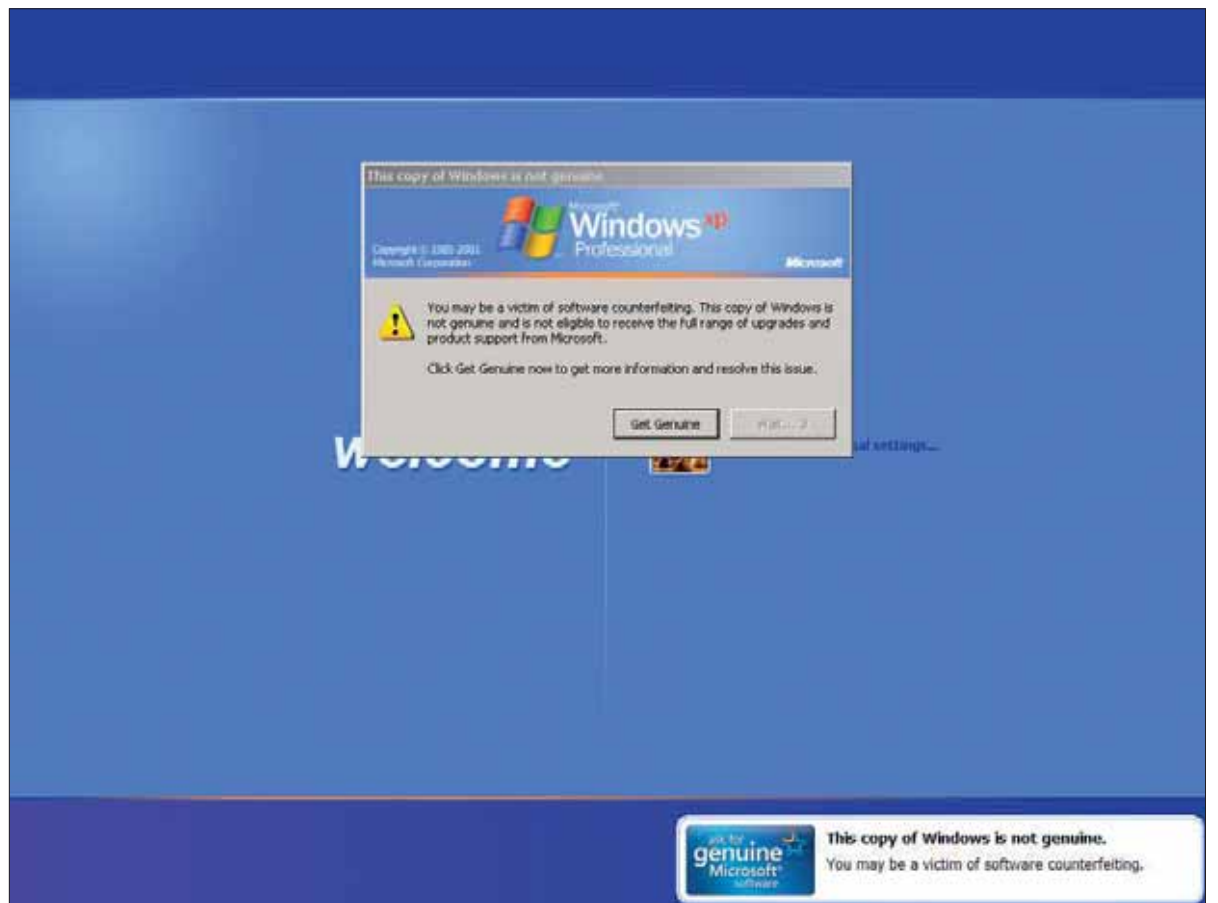 This copy of Windows is not genuine
Microsoft
Windows xp
Professional
Copyright © 1985-2001
Microsoft Corporation
Microsoft
You may be a victim of software counterfeiting. This copy of Windows is
not genuine and is not eligible to receive the full range of upgrades and
product support from Microsoft.
Click Get Genuine now to get more information and resolve this issue.
Get Genuine
Welcome
settings...
ask for
genuine
Microsoft
software
This copy of Windows is not genuine.
You may be a victim of software counterfeiting.